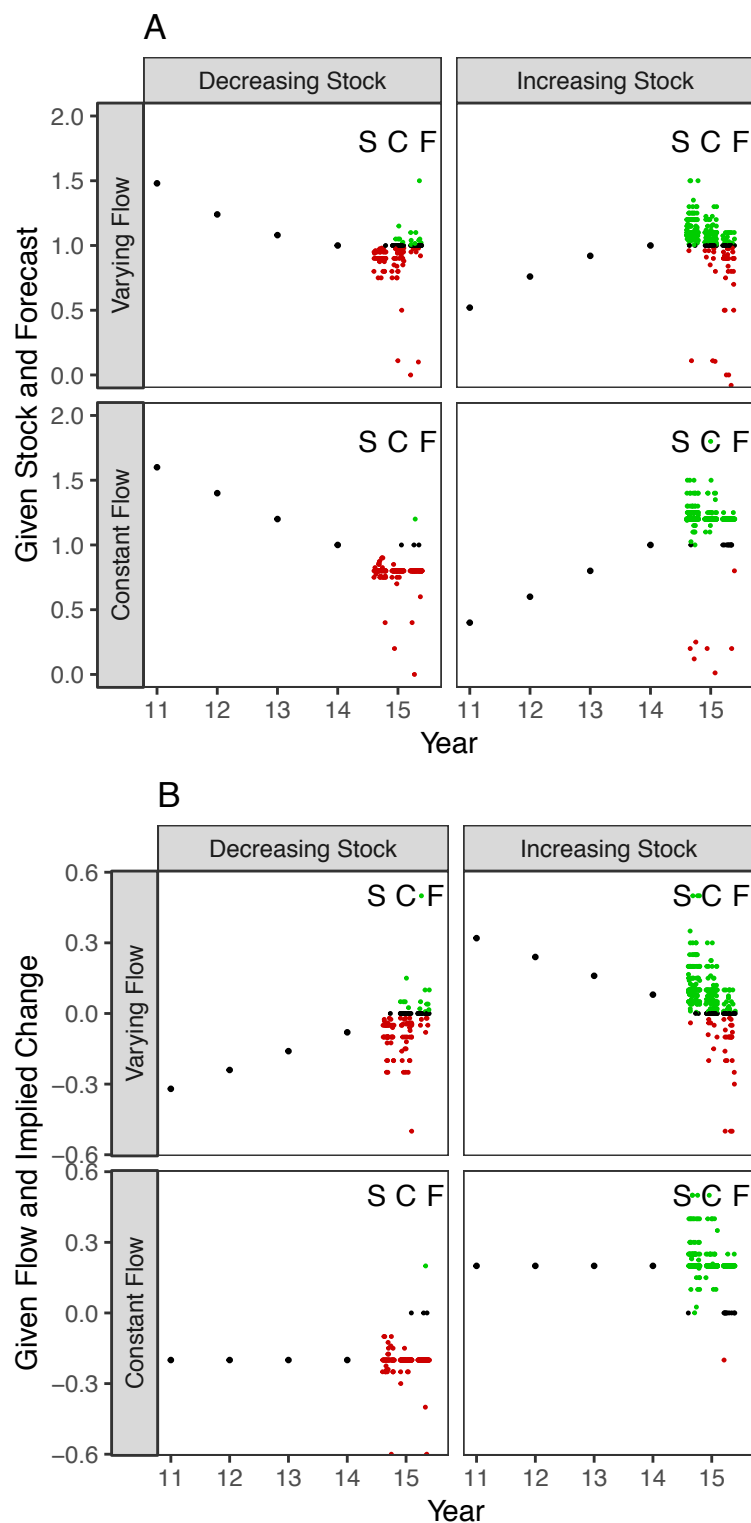 A
Decreasing Stock
Increasing Stock
Given Stock and Forecast
Varying Flow
2.0
1.5
1.0
0.5
0.0
S C F
S C F
Constant Flow
2.0
1.5
1.0
0.5
0.0
S C F
S C F
11 12 13 14 15
11 12 13 14 15
Year
B
Decreasing Stock
Increasing Stock
Given Flow and Implied Change
Varying Flow
0.6
0.3
0.0
−0.3
−0.6
S C F
S C F
Constant Flow
0.6
0.3
0.0
−0.3
−0.6
S C F
S C F
11 12 13 14 15
11 12 13 14 15
Year